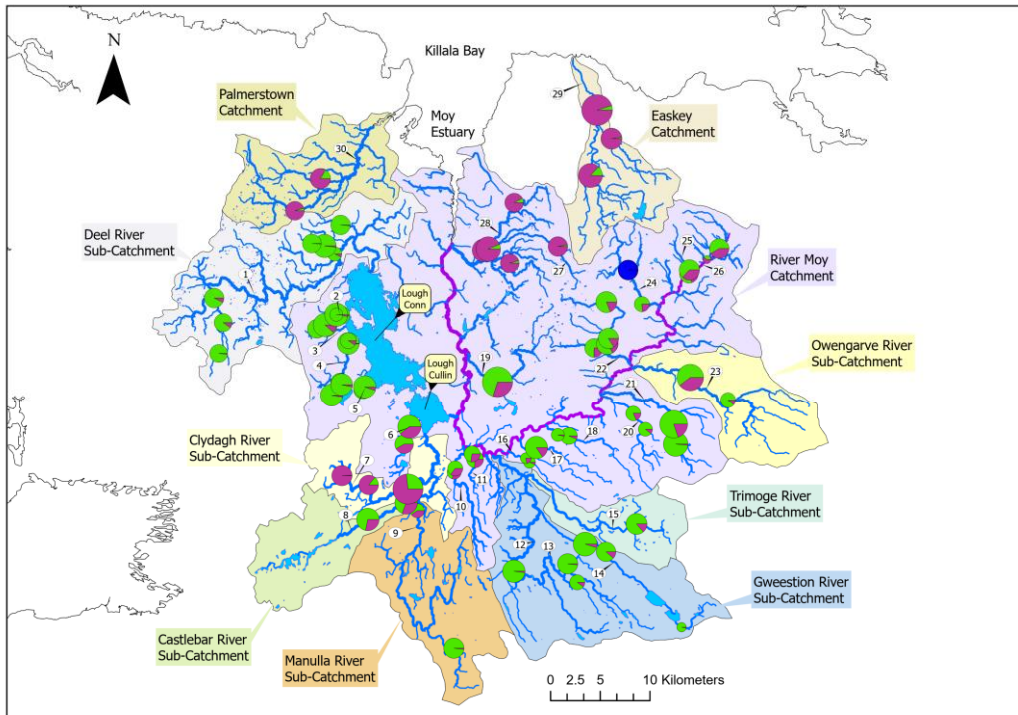 N
Killala Bay
29
Palmerstown
Catchment
Moy
Estuary
Easkey
Catchment
30
Deel River
Sub-Catchment
28
27
25
26
24
River Moy
Catchment
1
2
Lough
Conn
3
4
5
Lough
Cullin
19
22
21
23
Owengarve River
Sub-Catchment
20
6
Clydagh River
Sub-Catchment
7
16
18
17
11
10
8
9
15
Trimoge River
Sub-Catchment
12
13
14
Gweestion River
Sub-Catchment
Castlebar River
Sub-Catchment
Manulla River
Sub-Catchment
0 2.5 5 10 Kilometers